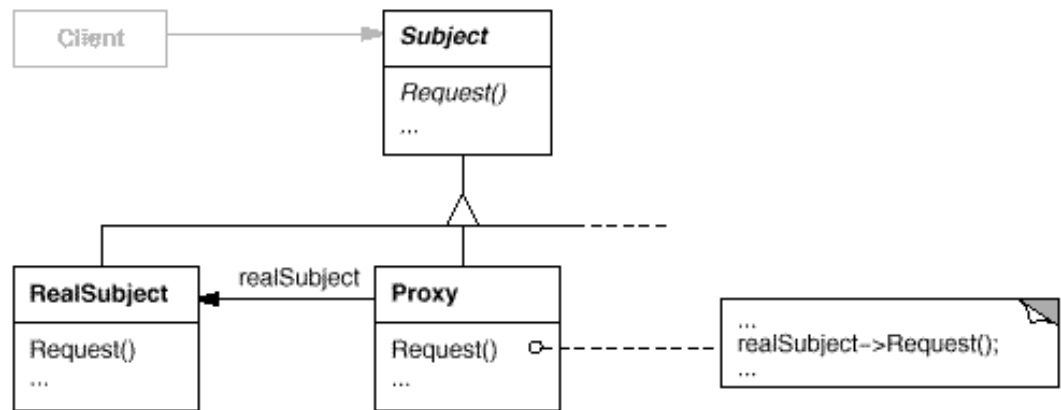 Client
Subject
Request()
...
realSubject
RealSubject
Request()
...
Proxy
Request()
...
...
realSubject->Request();
...